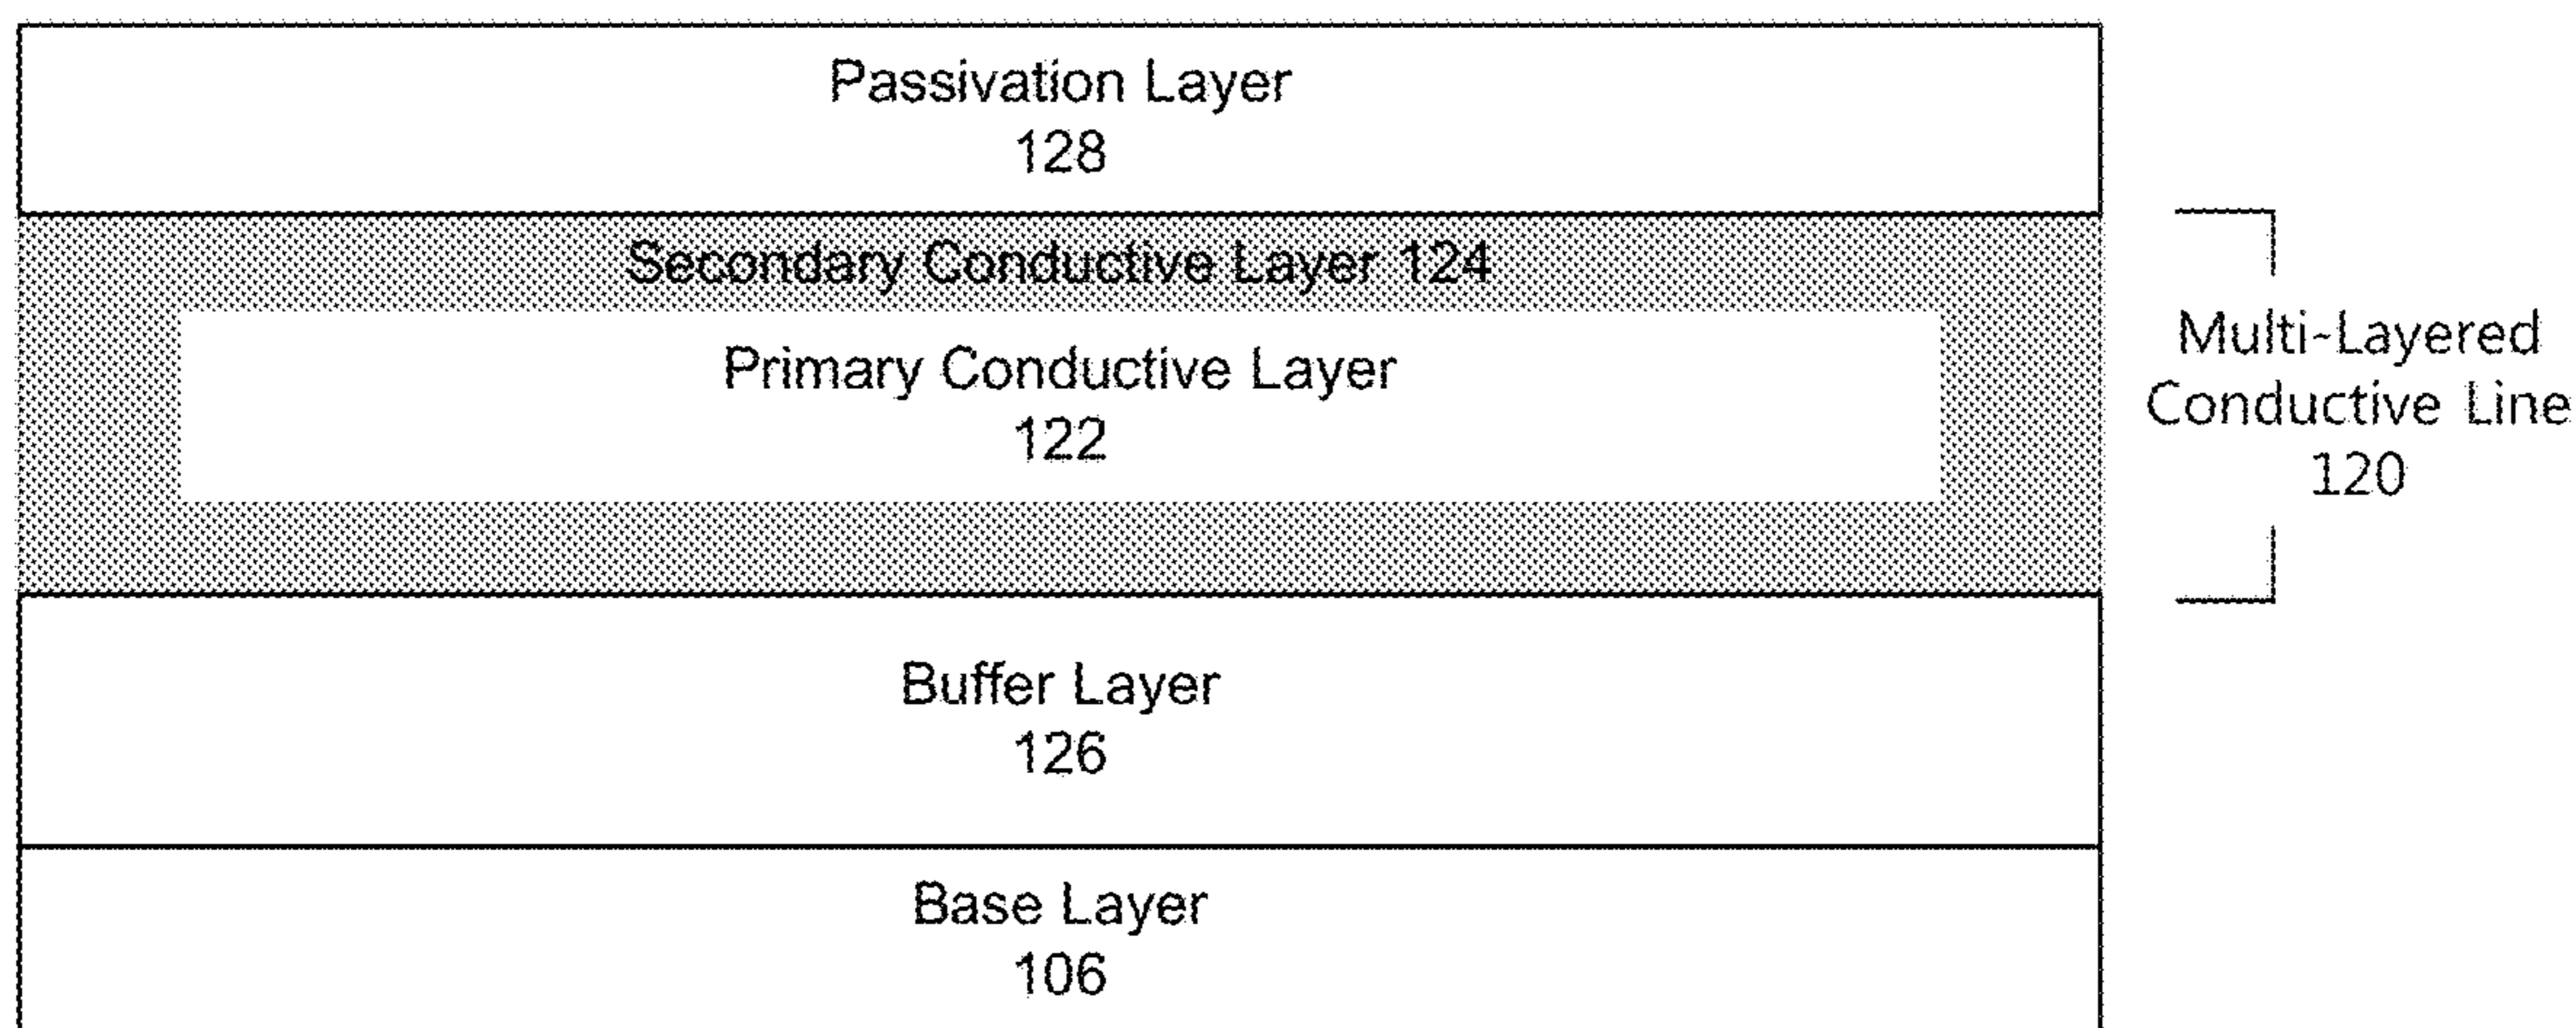 Passivation Layer
128
Secondary Conductive Layer 124
Primary Conductive Layer
122
Multi-Layered
Conductive Line
120
Buffer Layer
126
Base Layer
106